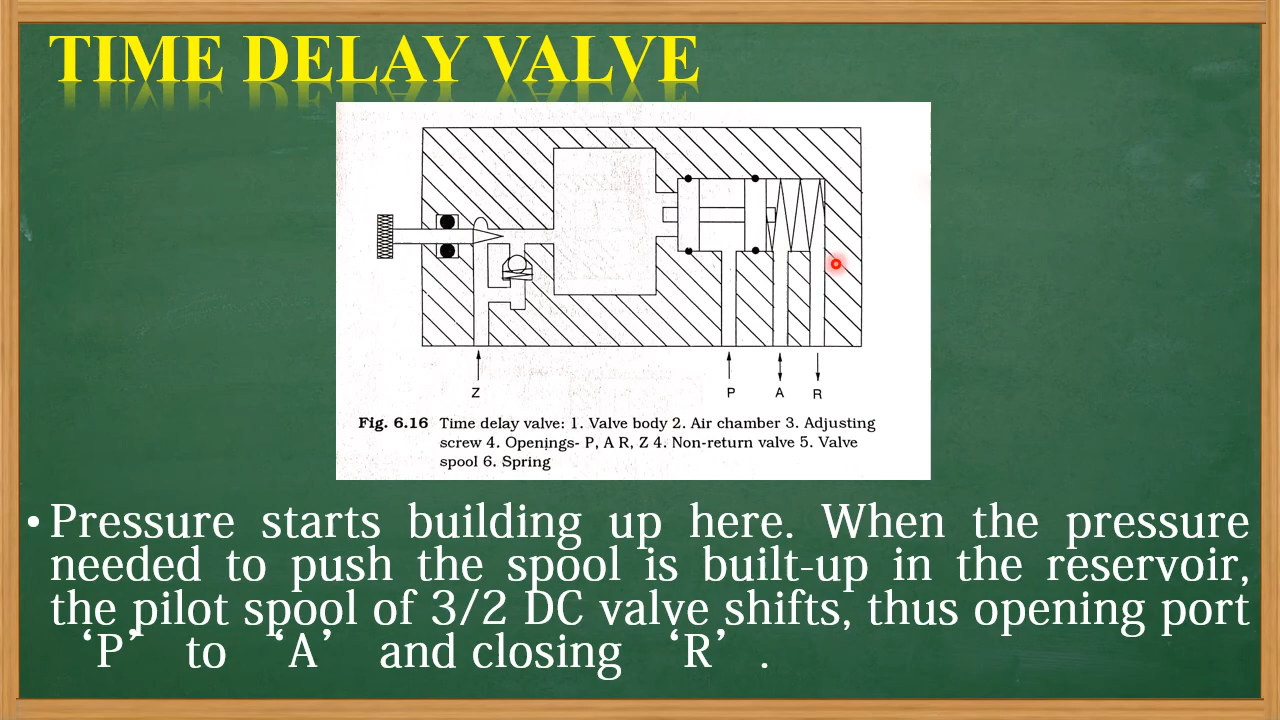 TIME DELAY VALVE
Z
P A R
Fig. 6.16 Time delay valve: 1. Valve body 2. Air chamber 3. Adjusting
screw 4. Openings- P, A R, Z 4. Non-return valve 5. Valve
spool 6. Spring
• Pressure starts building up here. When the pressure
needed to push the spool is built-up in the reservoir,
the pilot spool of 3/2 DC valve shifts, thus opening port
‘P’ to ‘A’ and closing ‘R’ .